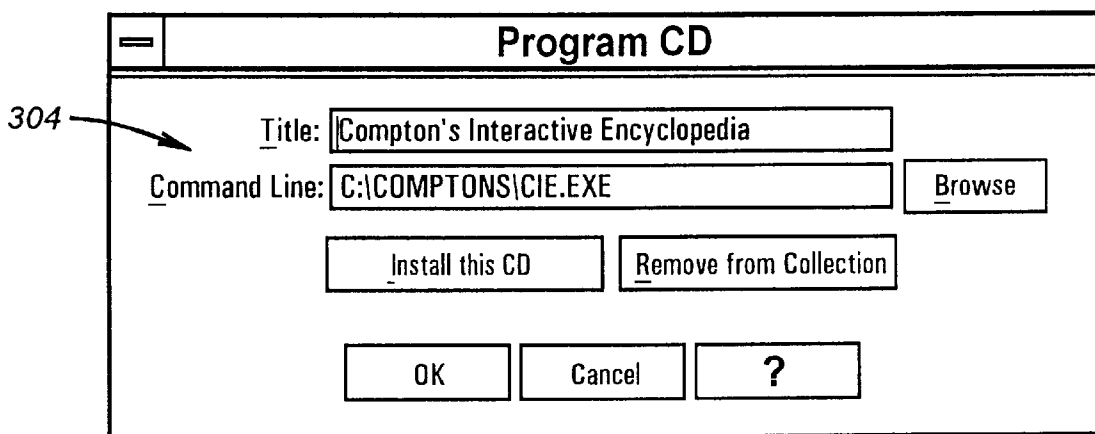 Program CD
304
Title: Compton's Interactive Encyclopedia
Command Line: C:\COMPTONS\CIE.EXE Browse
Install this CD Remove from Collection
OK Cancel ?